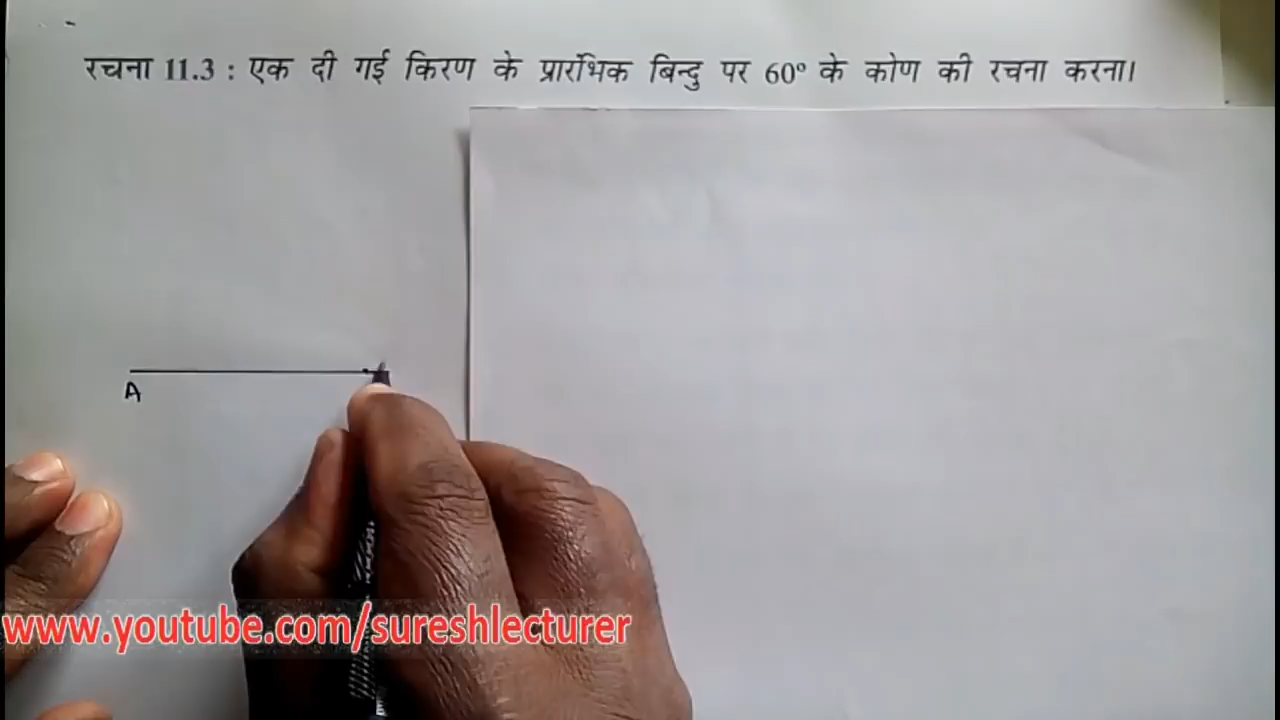 रचना 11.3 : एक दी गई किरण के प्रारंभिक बिन्दु पर 60° के कोण की रचना करना।
A
www.youtube.com/sureshlecturer